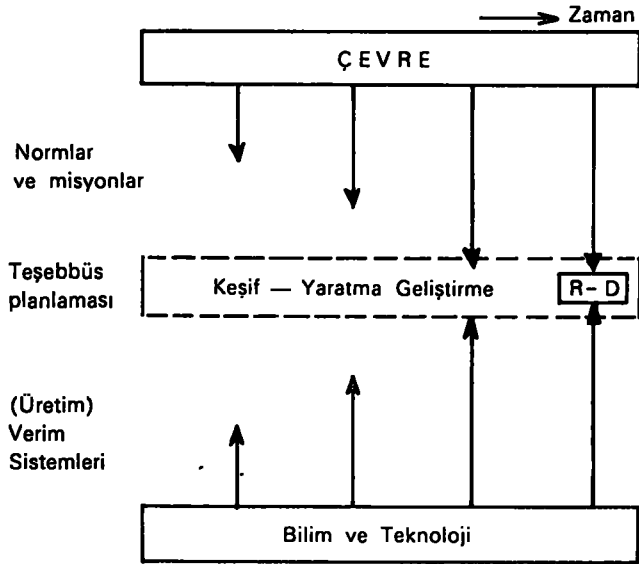 Zaman
ÇEVRE
Normlar
ve misyonlar
Teşebbüs
planlaması
Keşif — Yaratma Geliştirme
R-D
(Üretim)
Verim
Sistemleri
Bilim ve Teknoloji